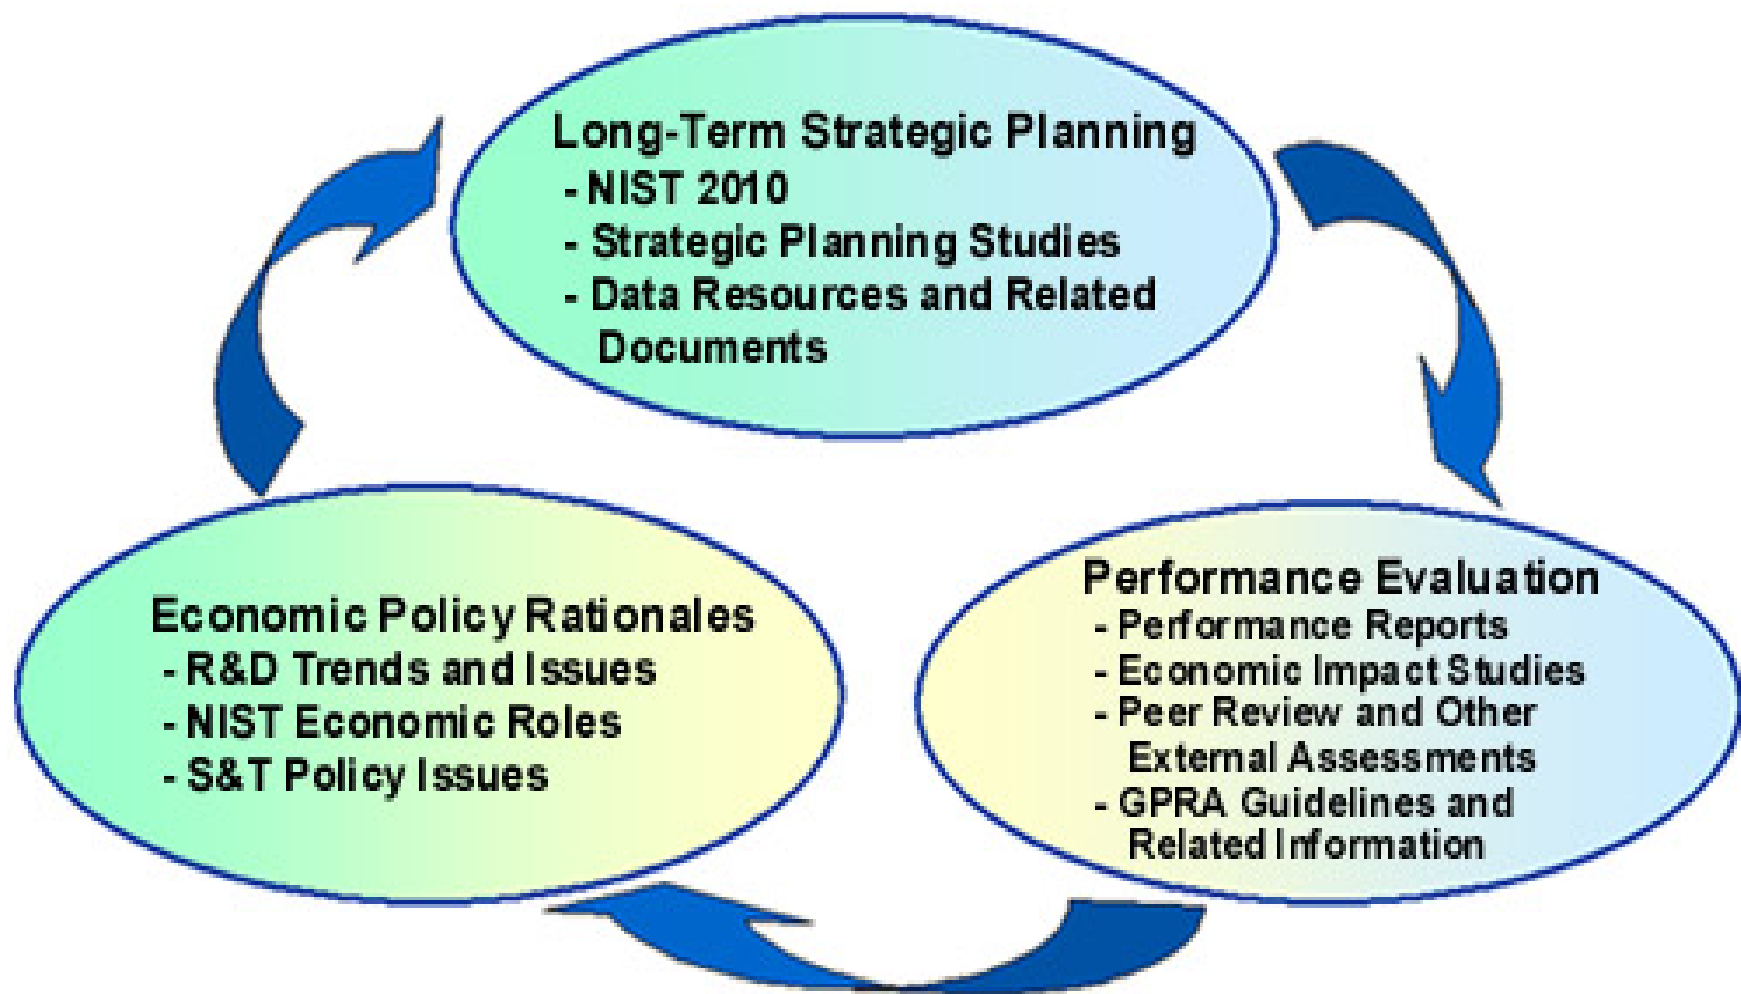 Long-Term Strategic Planning
- NIST 2010
- Strategic Planning Studies
- Data Resources and Related
Documents
Economic Policy Rationales
- R&D Trends and Issues
- NIST Economic Roles
- S&T Policy Issues
Performance Evaluation
- Performance Reports
- Economic Impact Studies
- Peer Review and Other
External Assessments
- GPRA Guidelines and
Related Information